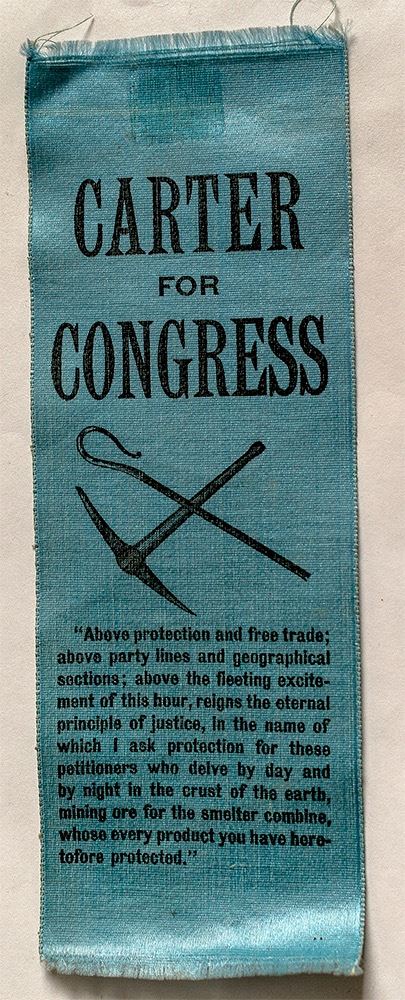 CARTER
FOR
CONGRESS
“Above protection and free trade;
above party lines and geographical
sections; above the fleeting excite-
ment of this hour, reigns the eternal
principle of justice, in the name of
which I ask protection for these
petitioners who delve by day and
by night in the crust of the earth,
mining ore for the smelter combine,
whose every product you have here-
tofore protected.”